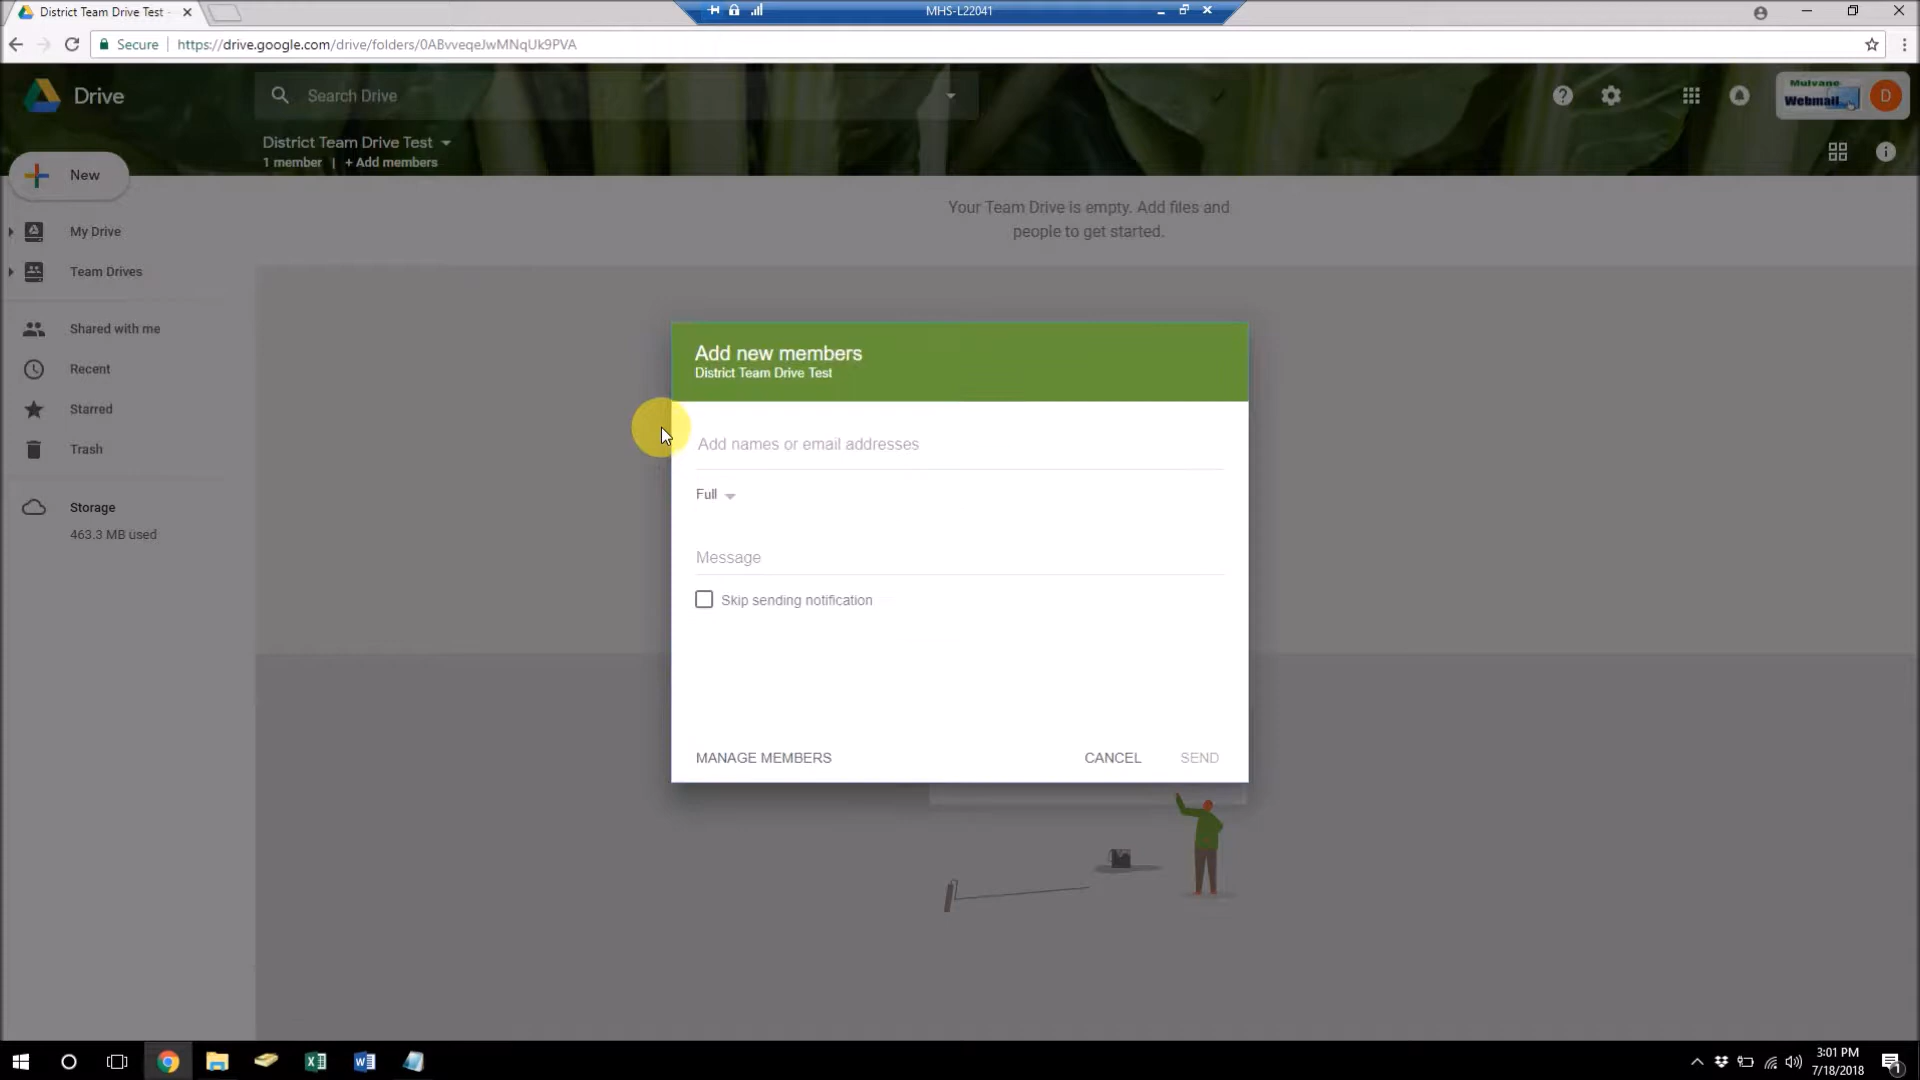 District Team Drive Test -
MHS-L22041
Secure
https://drive.google.com/drive/folders/0ABvveqeJwMNqUk9PVA
Drive
Search Drive
Mulvane
Webmail
D
District Team Drive Test
1 member | + Add members
New
Your Team Drive is empty. Add files and
people to get started.
My Drive
Team Drives
Shared with me
Recent
Starred
Trash
Storage
463.3 MB used
Add new members
District Team Drive Test
Add names or email addresses
Full
Message
Skip sending notification
MANAGE MEMBERS
CANCEL
SEND
3:01 PM
7/18/2018
1